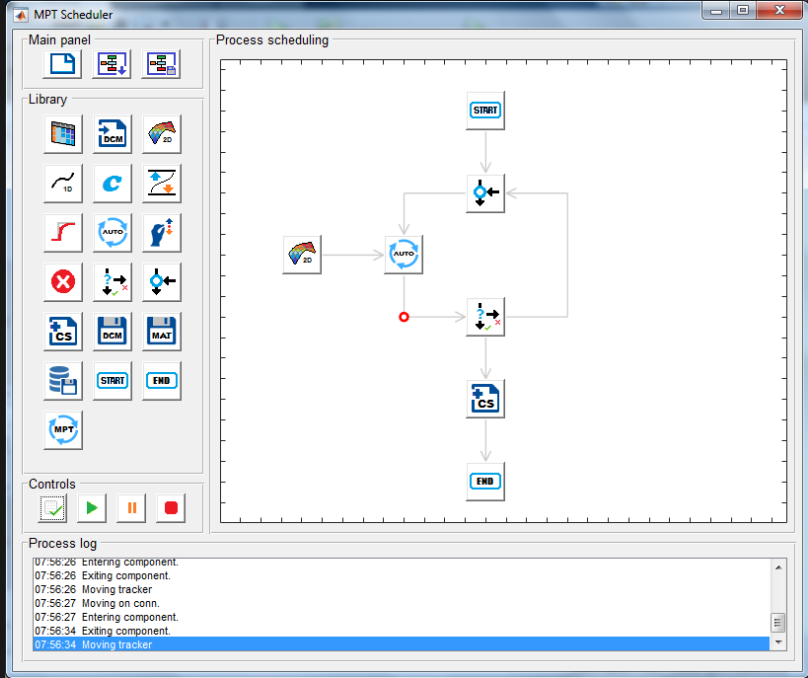 MPT Scheduler
Main panel
Process scheduling
Library
DCM
2D
1D
C
AUTO
CS
DCM
MAT
START
END
MPT
START
2D
AUTO
CS
END
Controls
Process log
07:56:26 Entering component.
07:56:26 Exiting component.
07:56:26 Moving tracker
07:56:27 Moving on conn.
07:56:27 Entering component.
07:56:34 Exiting component.
07:56:34 Moving tracker